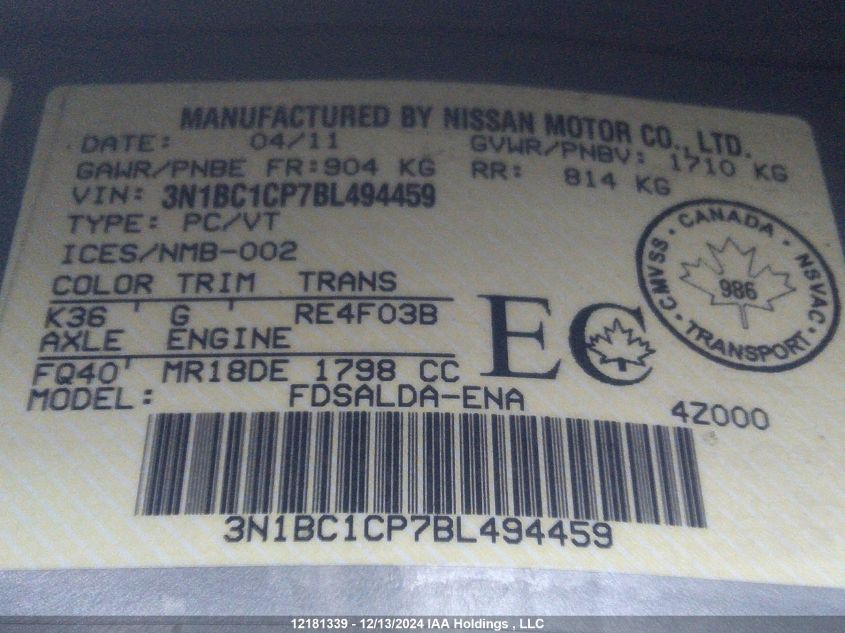 MANUFACTURED BY NISSAN MOTOR CO., LTD.
DATE: 04/11 GVWR/PNBV: 1710 KG
GAWR/PNBE FR:904 KG RR: 814 KG
VIN: 3N1BC1CP7BL494459
TYPE: PC/VT
ICES/NMB-002
COLOR TRIM TRANS
K36 G RE4F03B
AXLE ENGINE
FQ40 MR18DE 1798 CC
MODEL: FDSALDA-ENA
EC
CANADA · NSVAC · TRANSPORT · CMVSS ·
986
4Z000
3N1BC1CP7BL494459
12181339 - 12/13/2024 IAA Holdings , LLC